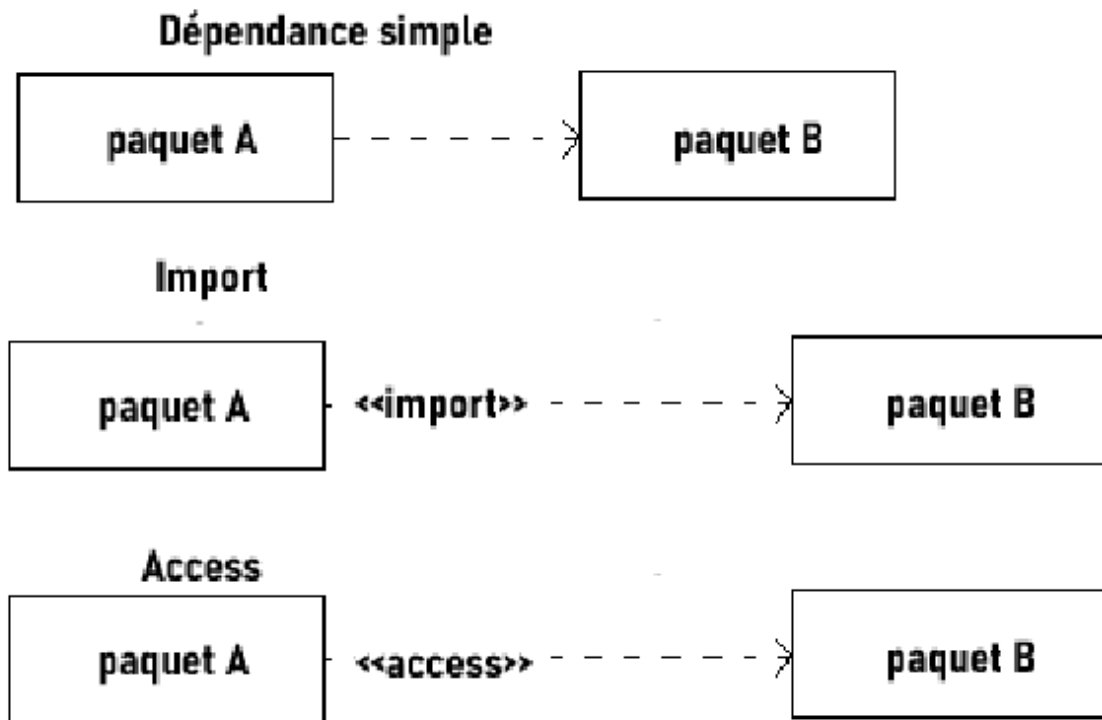 Dépendance simple
paquet A
paquet B
Import
paquet A <<import>> paquet B
Access
paquet A <<access>> paquet B